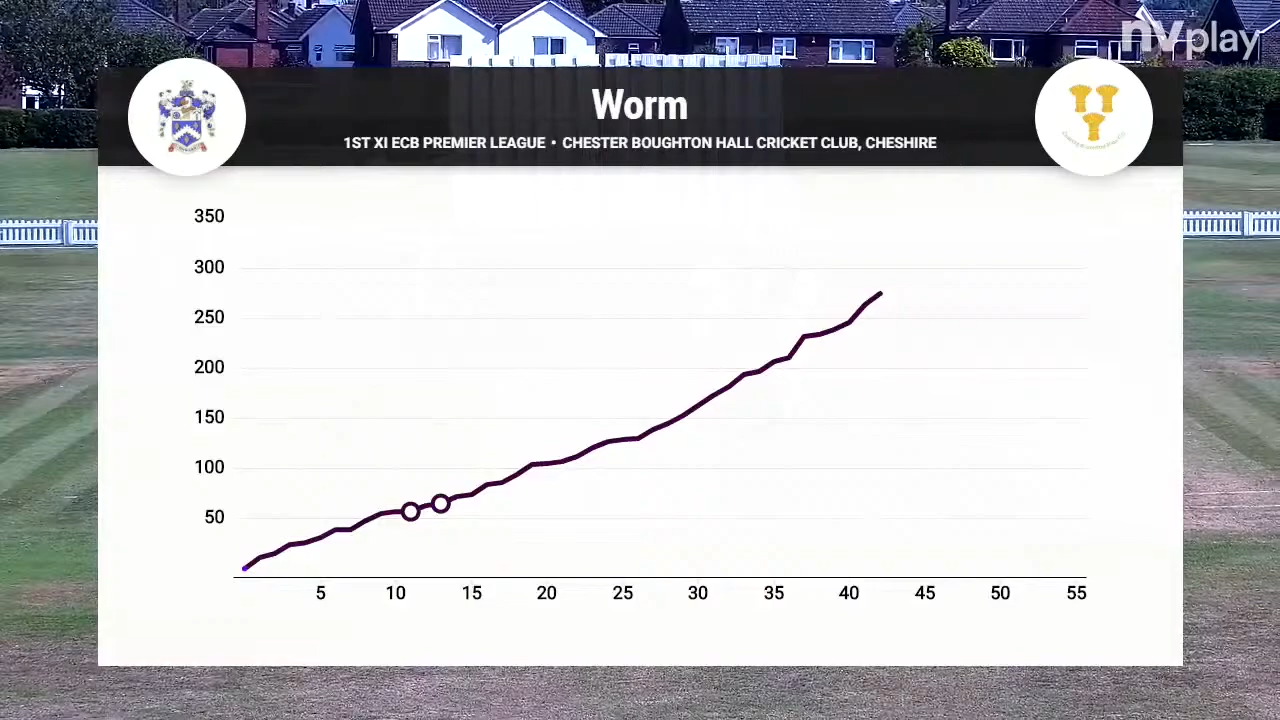 nvplay
Worm
1ST XI ECB PREMIER LEAGUE • CHESTER BOUGHTON HALL CRICKET CLUB, CHESHIRE
350
300
250
200
150
100
50
5 10 15 20 25 30 35 40 45 50 55